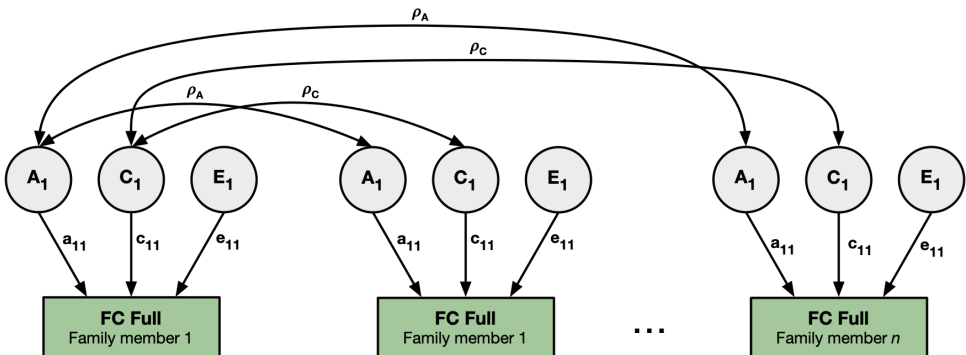 ρA
ρC
ρA ρC
A1 C1 E1 A1 C1 E1 A1 C1 E1
a11 c11 e11 a11 c11 e11 a11 c11 e11
FC Full FC Full FC Full
Family member 1 Family member 1 ... Family member n